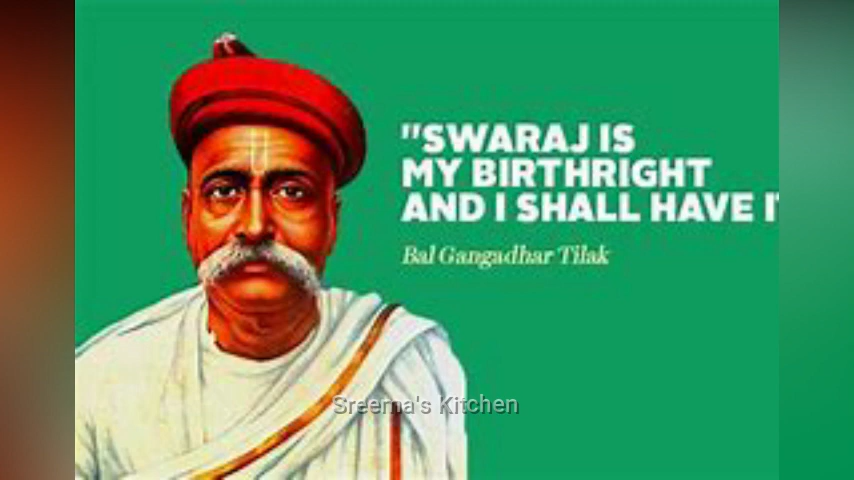 "SWARAJ IS
MY BIRTHRIGHT
AND I SHALL HAVE
Bal Gangadhar Tilak
Sreema's Kitchen